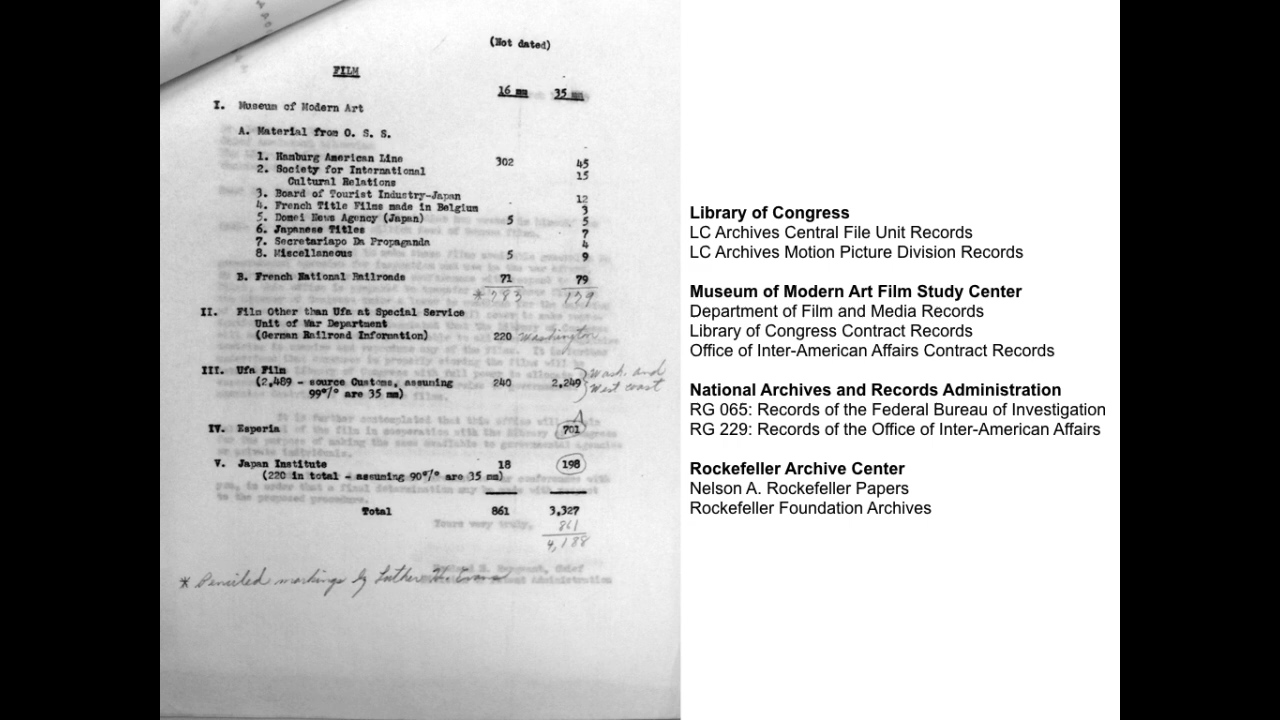 (Not dated)
FILM
16 mm 35 mm
I. Museum of Modern Art
A. Material from O. S. S.
1. Hamburg American Line 302 45
2. Society for International 15
Cultural Relations
3. Board of Tourist Industry-Japan 12
4. French Title Films made in Belgium 3
5. Domei News Agency (Japan) 5 5
6. Japanese Titles 7
7. Secretariapo Da Propaganda 4
8. Miscellaneous 5 9
B. French National Railroads 71 79
* 383 179
II. Film Other than Ufa at Special Service
Unit of War Department
(German Railroad Information) 220 Washington
III. Ufa Film Wash. and
(2,489 - source Customs, assuming 240 2,249 West coast
99°/° are 35 mm)
IV. Esperia 701
V. Japan Institute 18 198
(220 in total - assuming 90°/° are 35 mm)
Total 861 3,327
861
4,188
* Penciled markings by Luther H. Evans
Library of Congress
LC Archives Central File Unit Records
LC Archives Motion Picture Division Records
Museum of Modern Art Film Study Center
Department of Film and Media Records
Library of Congress Contract Records
Office of Inter-American Affairs Contract Records
National Archives and Records Administration
RG 065: Records of the Federal Bureau of Investigation
RG 229: Records of the Office of Inter-American Affairs
Rockefeller Archive Center
Nelson A. Rockefeller Papers
Rockefeller Foundation Archives